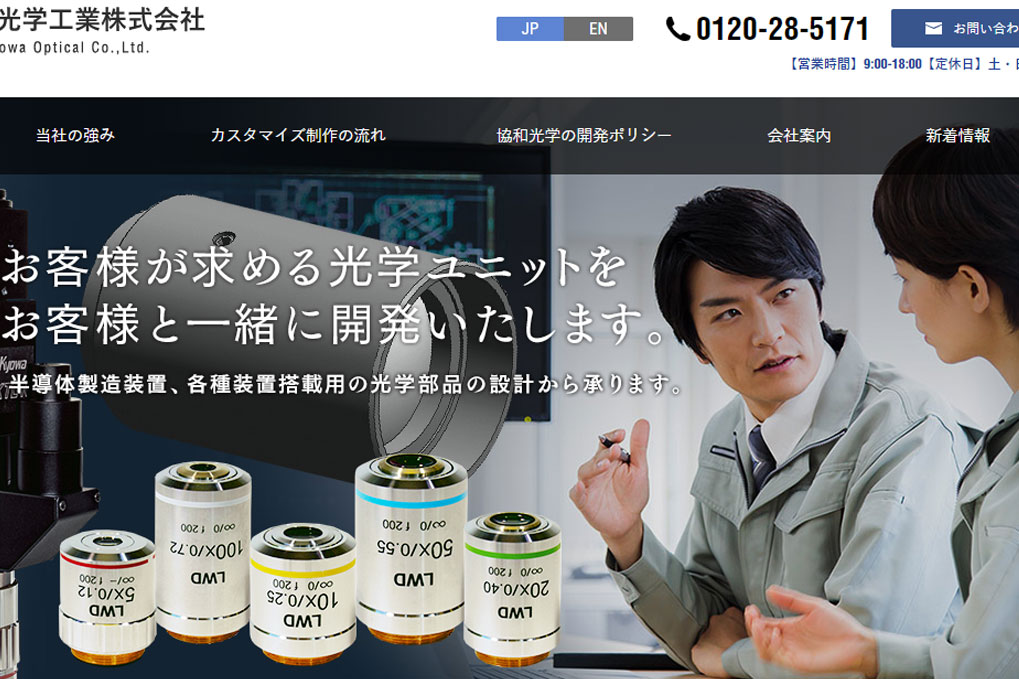 光学工業株式会社
owa Optical Co.,Ltd.
JP
EN
0120-28-5171
お問い合わ
【営業時間】9:00-18:00【定休日】土・
当社の強み
カスタマイズ制作の流れ
協和光学の開発ポリシー
会社案内
新着情報
お客様が求める光学ユニットを
お客様と一緒に開発いたします。
半導体製造装置、各種装置搭載用の光学部品の設計から承ります。
Kyowa
∞/0 f200
100X/0.72
LWD
∞/0 f200
50X/0.55
LWD
∞/– f200
5X/0.12
LWD
∞/0 f200
10X/0.25
LWD
∞/0 f200
20X/0.40
LWD